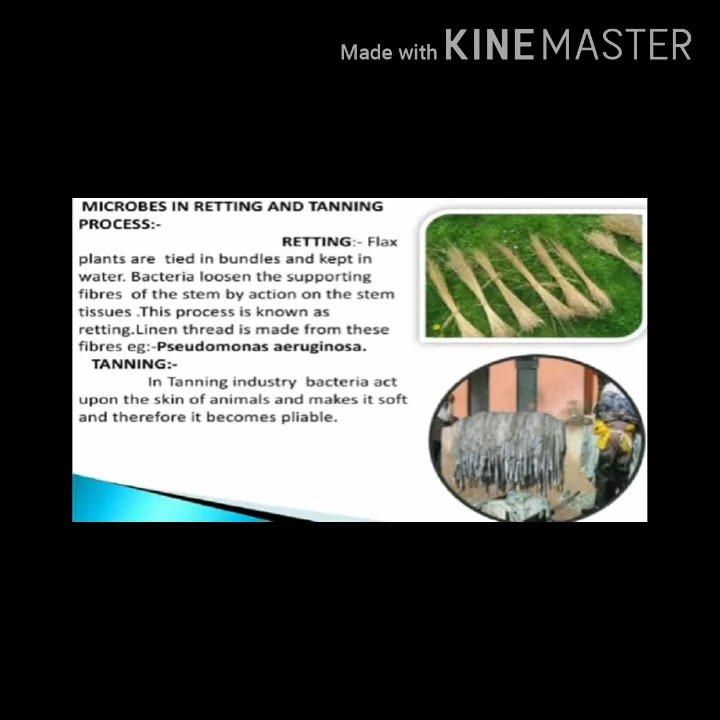 Made with KINEMASTER
MICROBES IN RETTING AND TANNING
PROCESS:-
RETTING:- Flax
plants are tied in bundles and kept in
water. Bacteria loosen the supporting
fibres of the stem by action on the stem
tissues .This process is known as
retting.Linen thread is made from these
fibres eg:-Pseudomonas aeruginosa.
TANNING:-
In Tanning industry bacteria act
upon the skin of animals and makes it soft
and therefore it becomes pliable.